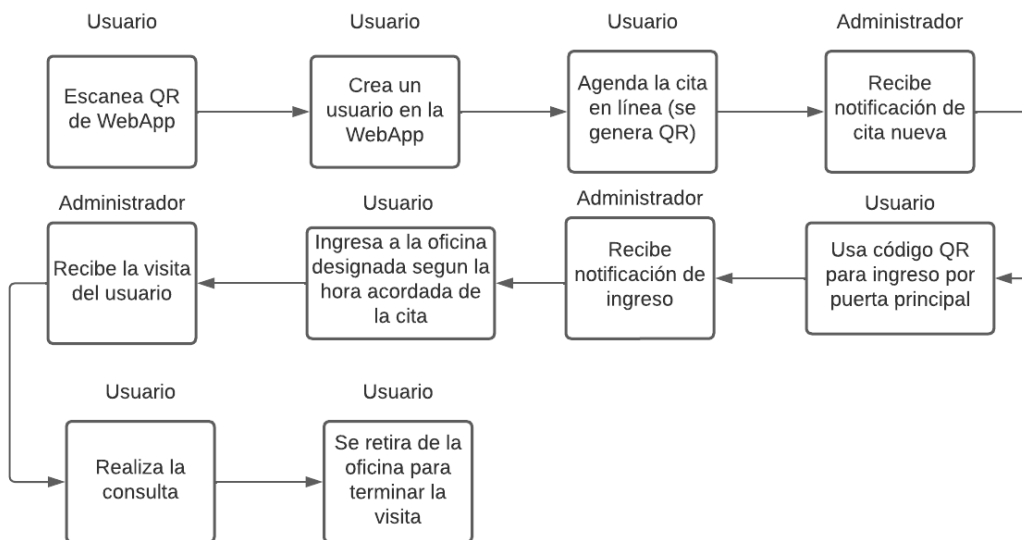 Usuario
Usuario
Usuario
Administrador
Escanea QR
de WebApp
Crea un
usuario en la
WebApp
Agenda la cita
en línea (se
genera QR)
Recibe
notificación de
cita nueva
Administrador
Usuario
Administrador
Usuario
Recibe la visita
del usuario
Ingresa a la oficina
designada segun la
hora acordada de
la cita
Recibe
notificación de
ingreso
Usa código QR
para ingreso por
puerta principal
Usuario
Usuario
Realiza la
consulta
Se retira de la
oficina para
terminar la
visita